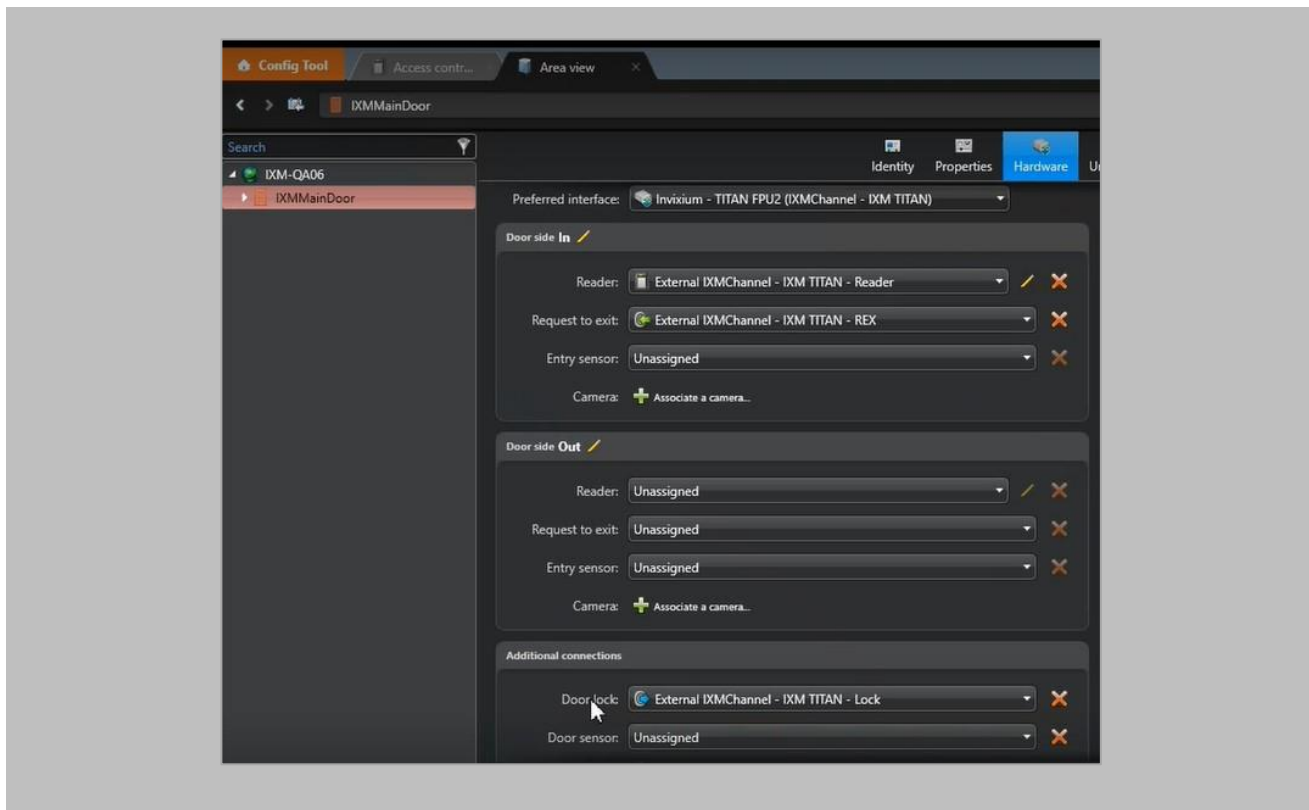 Config Tool
Access contr...
Area view
IXMMainDoor
Search
Identity
Properties
Hardware
IXM-QA06
IXMMainDoor
Preferred interface: Invixium - TITAN FPU2 (IXMChannel - IXM TITAN)
Door side In
Reader: External IXMChannel - IXM TITAN - Reader
Request to exit: External IXMChannel - IXM TITAN - REX
Entry sensor: Unassigned
Camera: Associate a camera...
Door side Out
Reader: Unassigned
Request to exit: Unassigned
Entry sensor: Unassigned
Camera: Associate a camera...
Additional connections
Door lock: External IXMChannel - IXM TITAN - Lock
Door sensor: Unassigned